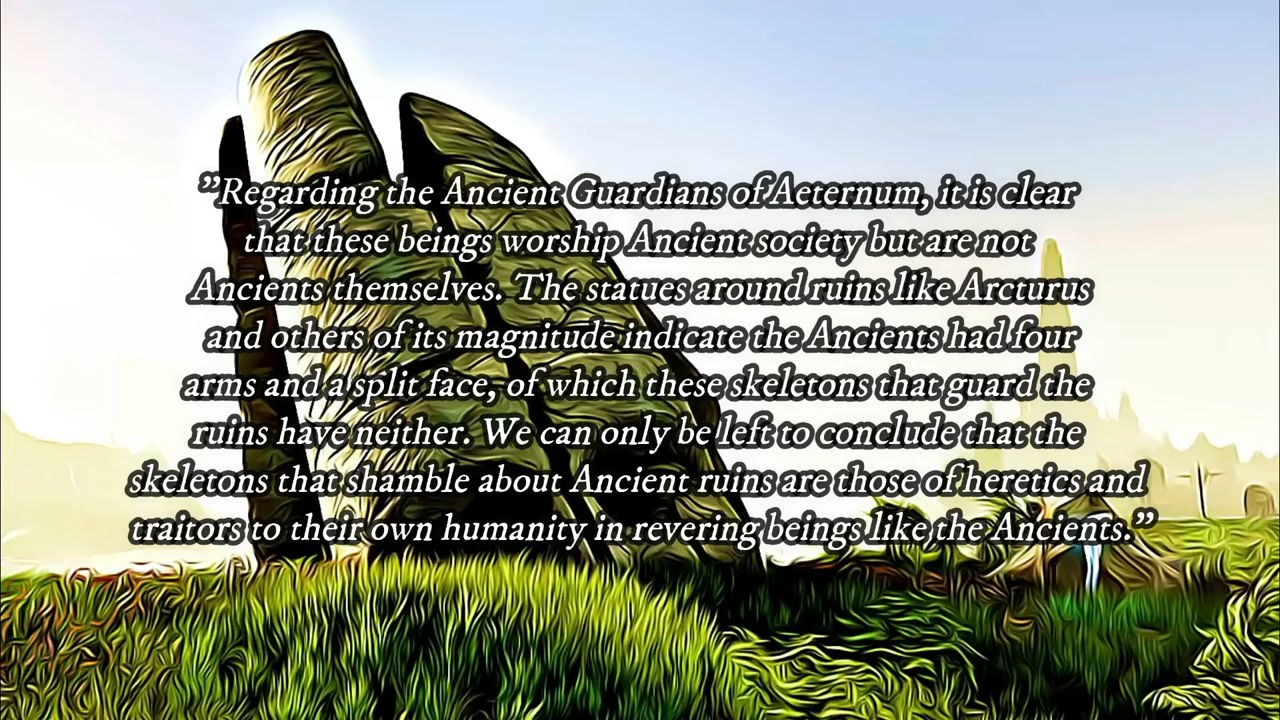 ”Regarding the Ancient Guardians of Aeternum, it is clear
that these beings worship Ancient society but are not
Ancients themselves. The statues around ruins like Arcturus
and others of its magnitude indicate the Ancients had four
arms and a split face, of which these skeletons that guard the
ruins have neither. We can only be left to conclude that the
skeletons that shamble about Ancient ruins are those of heretics and
traitors to their own humanity in revering beings like the Ancients.”